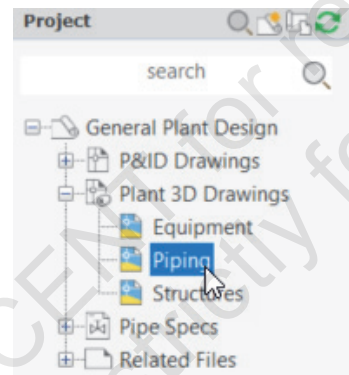 Project
search
General Plant Design
P&ID Drawings
Plant 3D Drawings
Equipment
Piping
Structures
Pipe Specs
Related Files